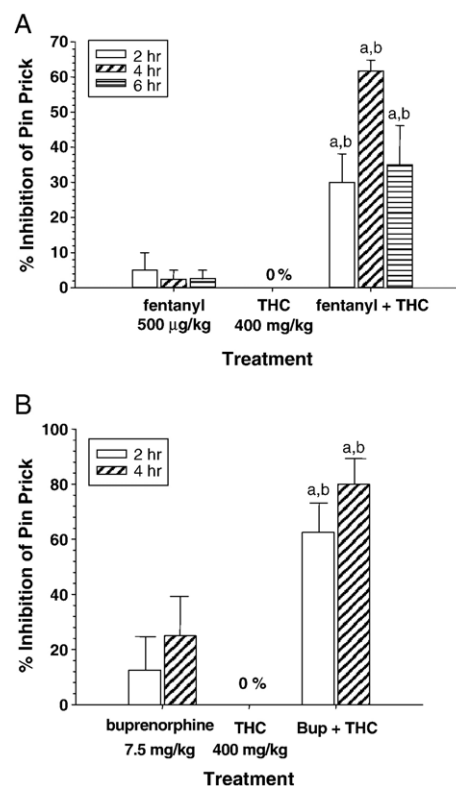 A
% Inhibition of Pin Prick
70
60
50
40
30
20
10
0
2 hr
4 hr
6 hr
0 %
a,b
a,b
a,b
fentanyl THC fentanyl + THC
500 µg/kg 400 mg/kg
Treatment
B
% Inhibition of Pin Prick
100
80
60
40
20
0
2 hr
4 hr
0 %
a,b
a,b
buprenorphine THC Bup + THC
7.5 mg/kg 400 mg/kg
Treatment